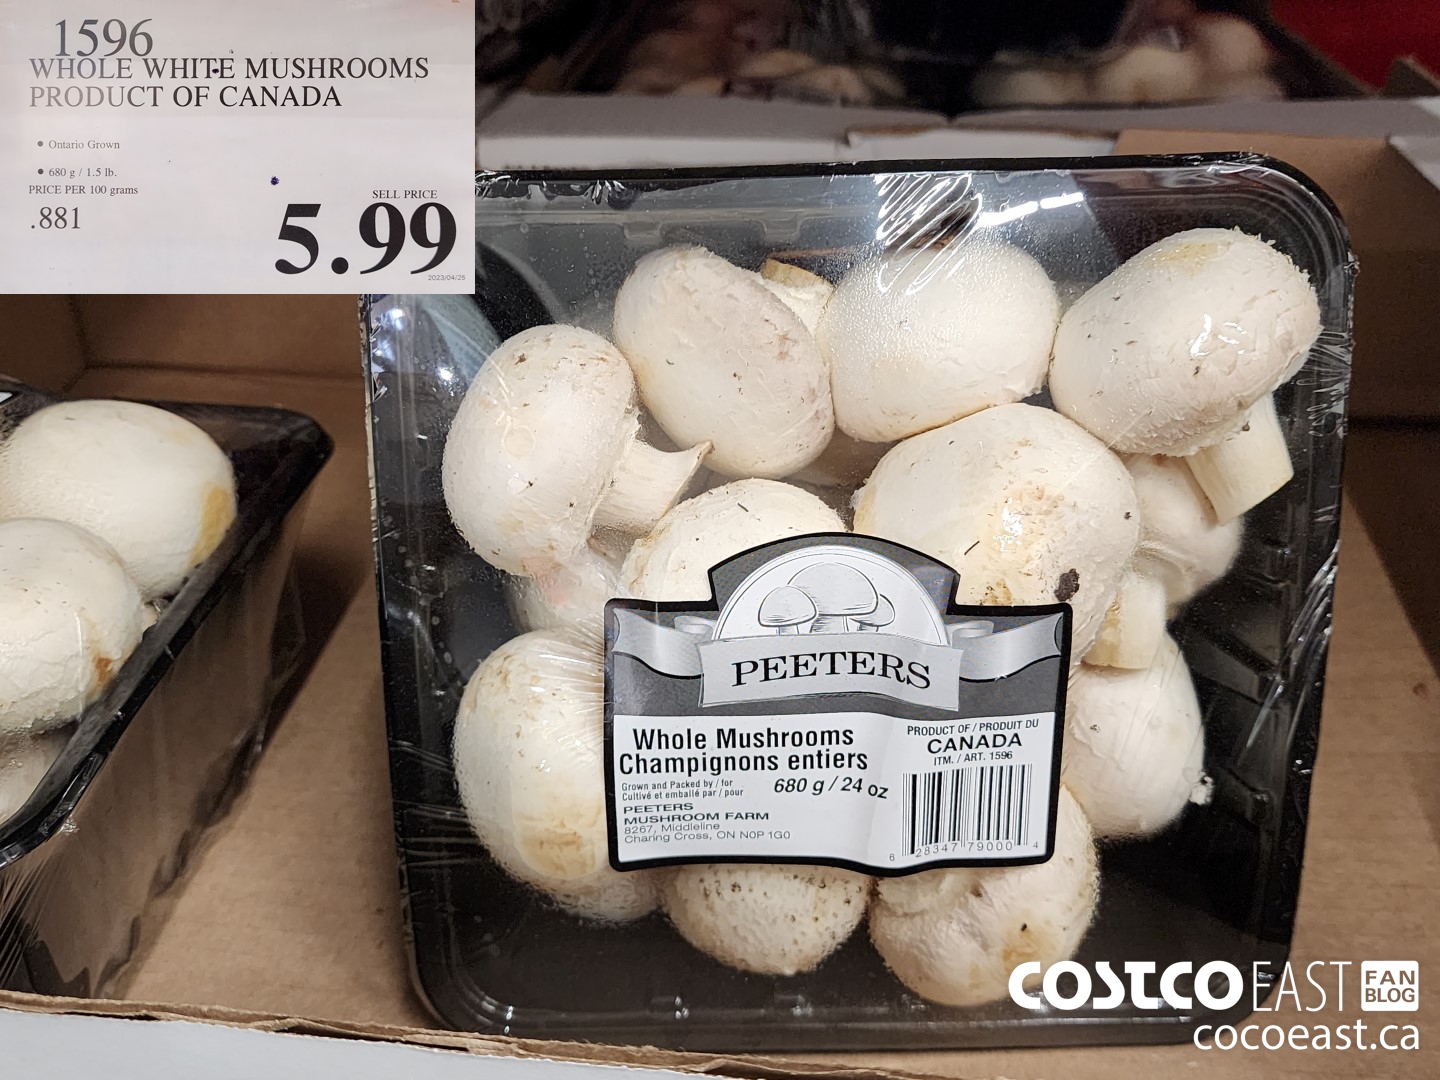 1596
WHOLE WHITE MUSHROOMS
PRODUCT OF CANADA
• Ontario Grown
• 680 g / 1.5 lb.
PRICE PER 100 grams
.881
SELL PRICE
5.99
2023/04/25
PEETERS
Whole Mushrooms
Champignons entiers
Grown and Packed by / for
Cultivé et emballé par / pour
680 g / 24 oz
PEETERS
MUSHROOM FARM
8267, Middleline
Charing Cross, ON N0P 1G0
PRODUCT OF / PRODUIT DU
CANADA
ITM. / ART. 1596
6 28347 79000 4
COSTCO EAST FAN BLOG
cocoeast.ca